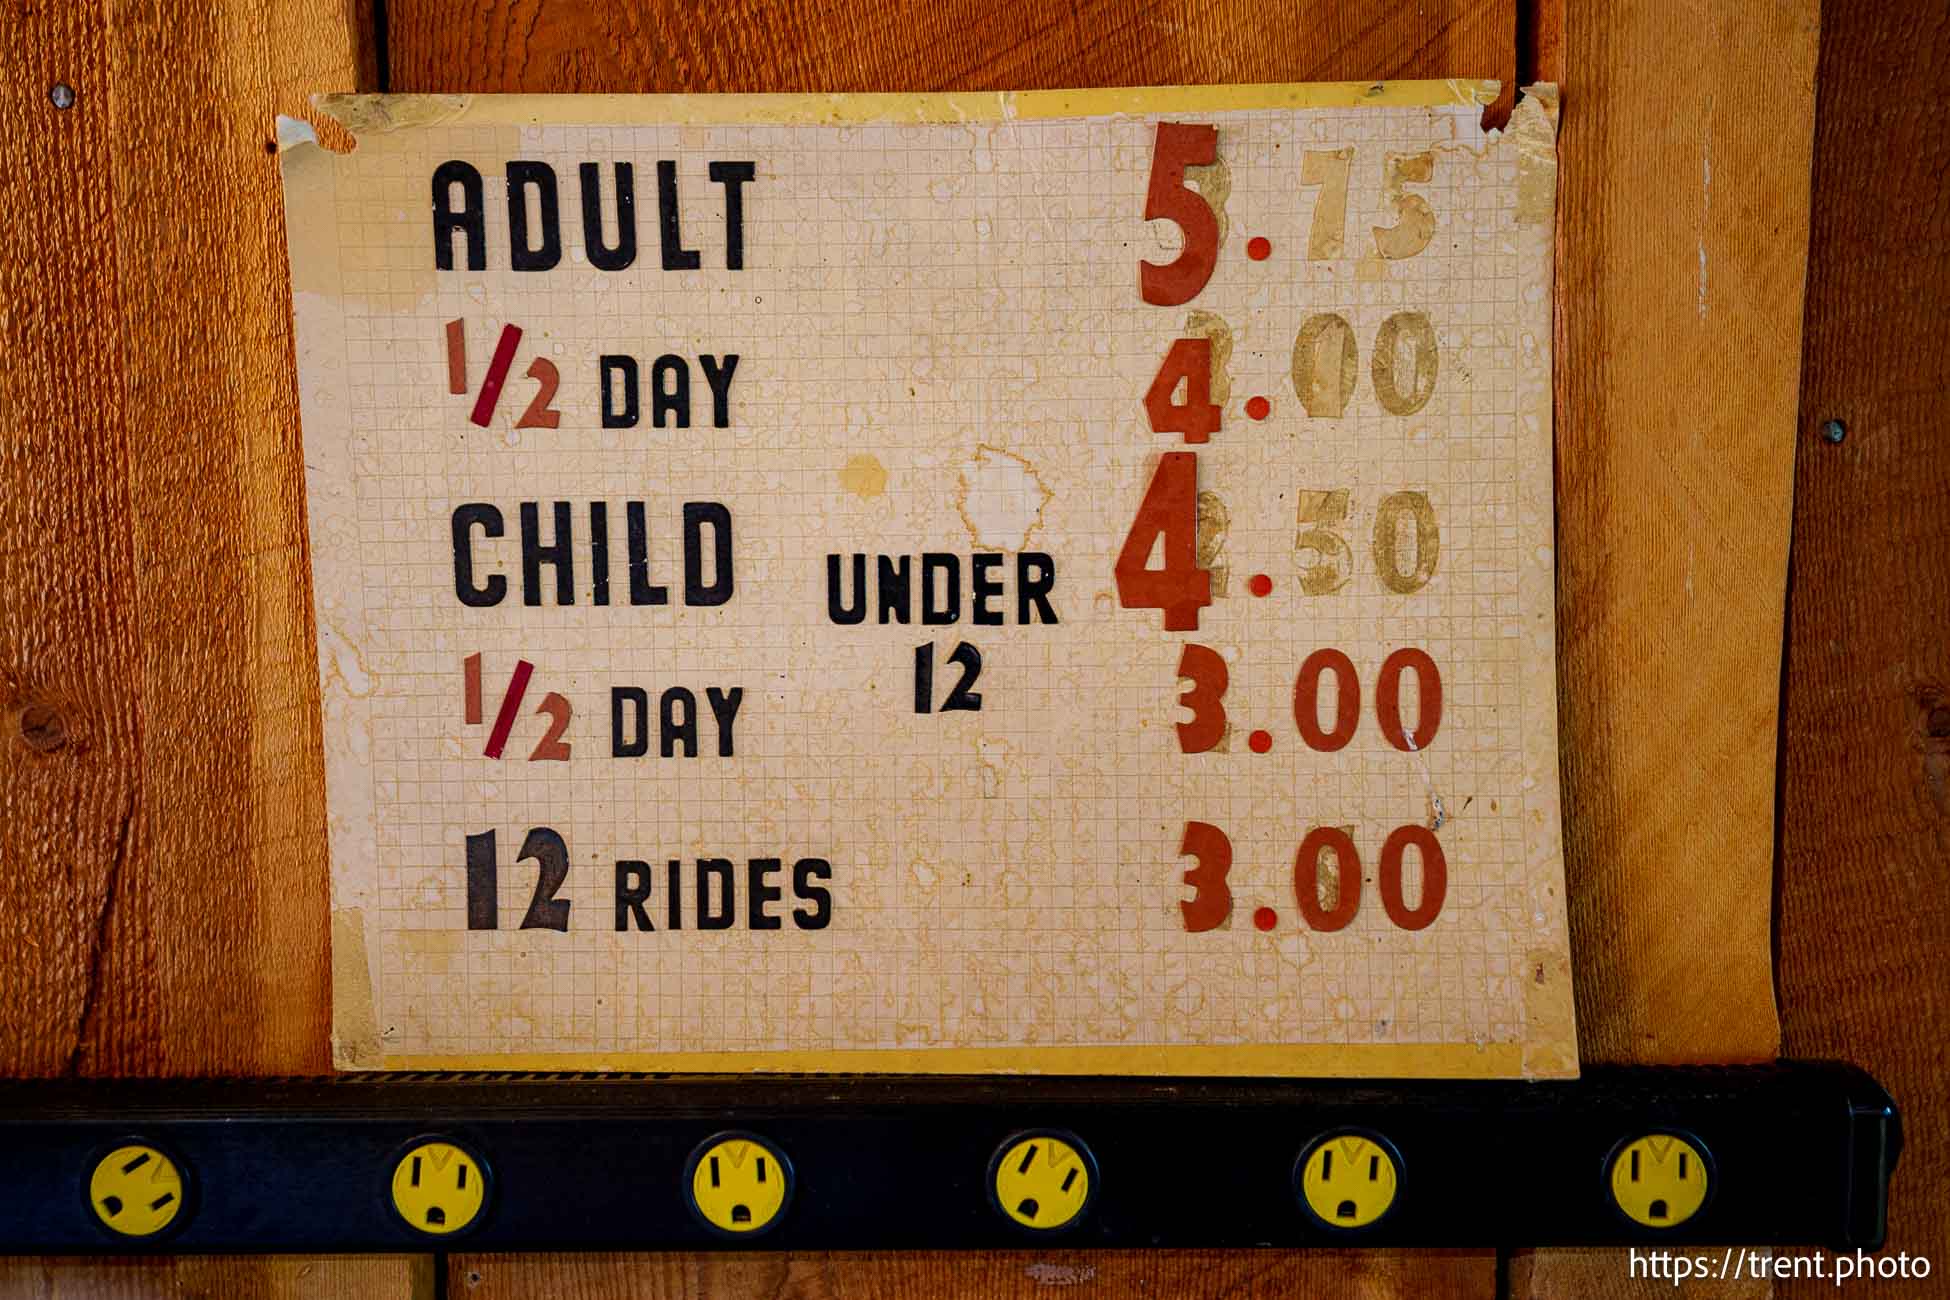 ADULT 5.75
1/2 DAY 4.00
CHILD 4.50
UNDER
12
1/2 DAY 3.00
12 RIDES 3.00
https://trent.photo